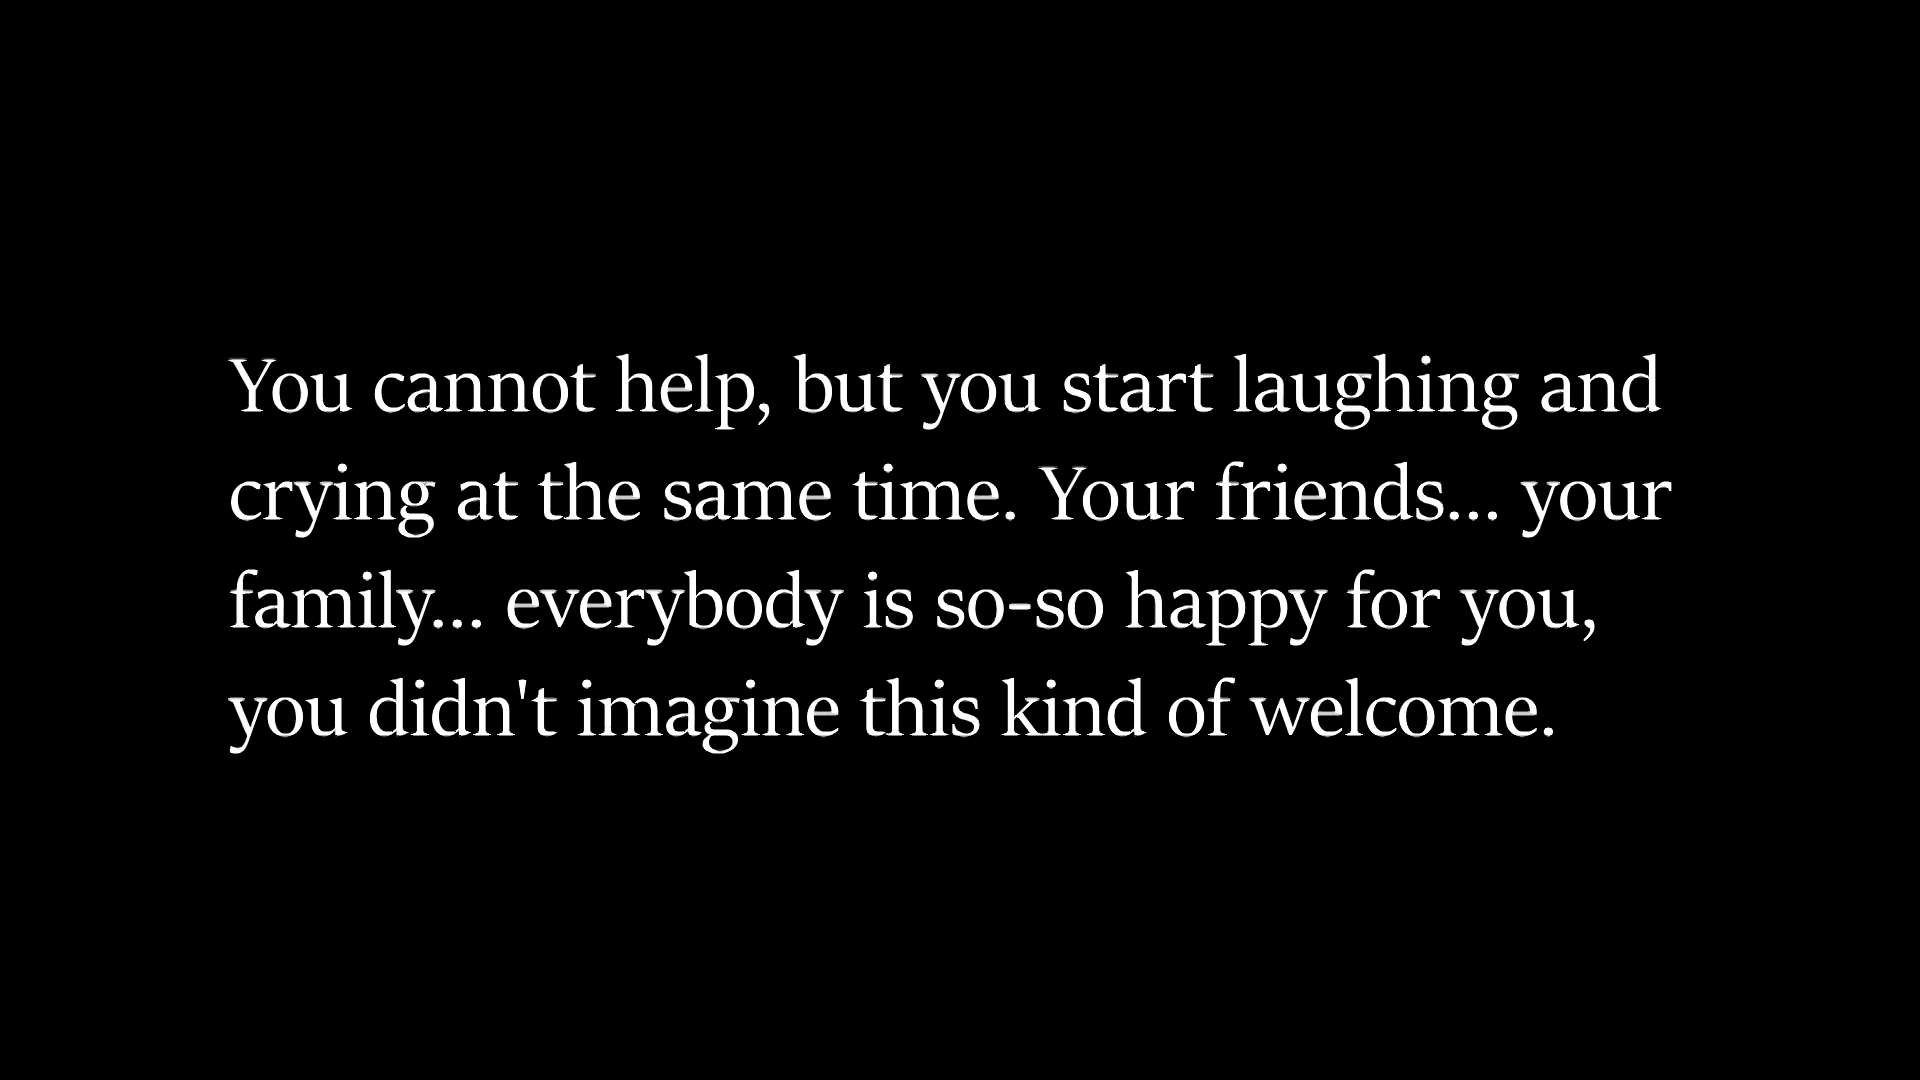 You cannot help, but you start laughing and
crying at the same time. Your friends... your
family... everybody is so-so happy for you,
you didn't imagine this kind of welcome.